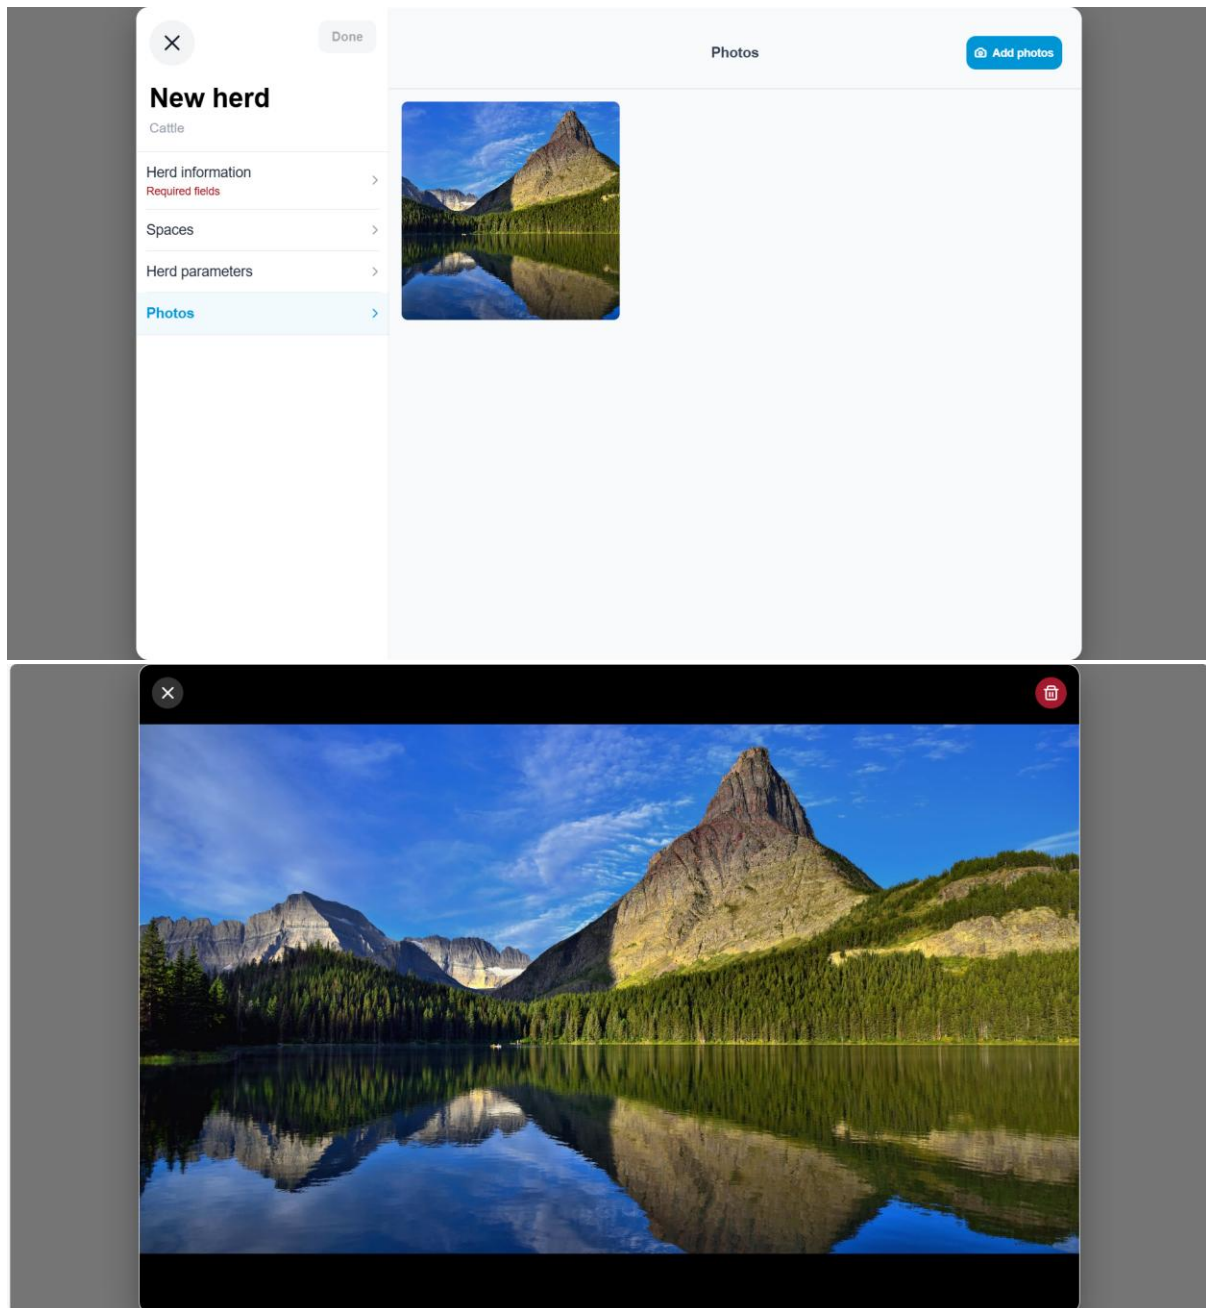 Done
Photos
Add photos
New herd
Cattle
Herd information
Required fields
Spaces
Herd parameters
Photos